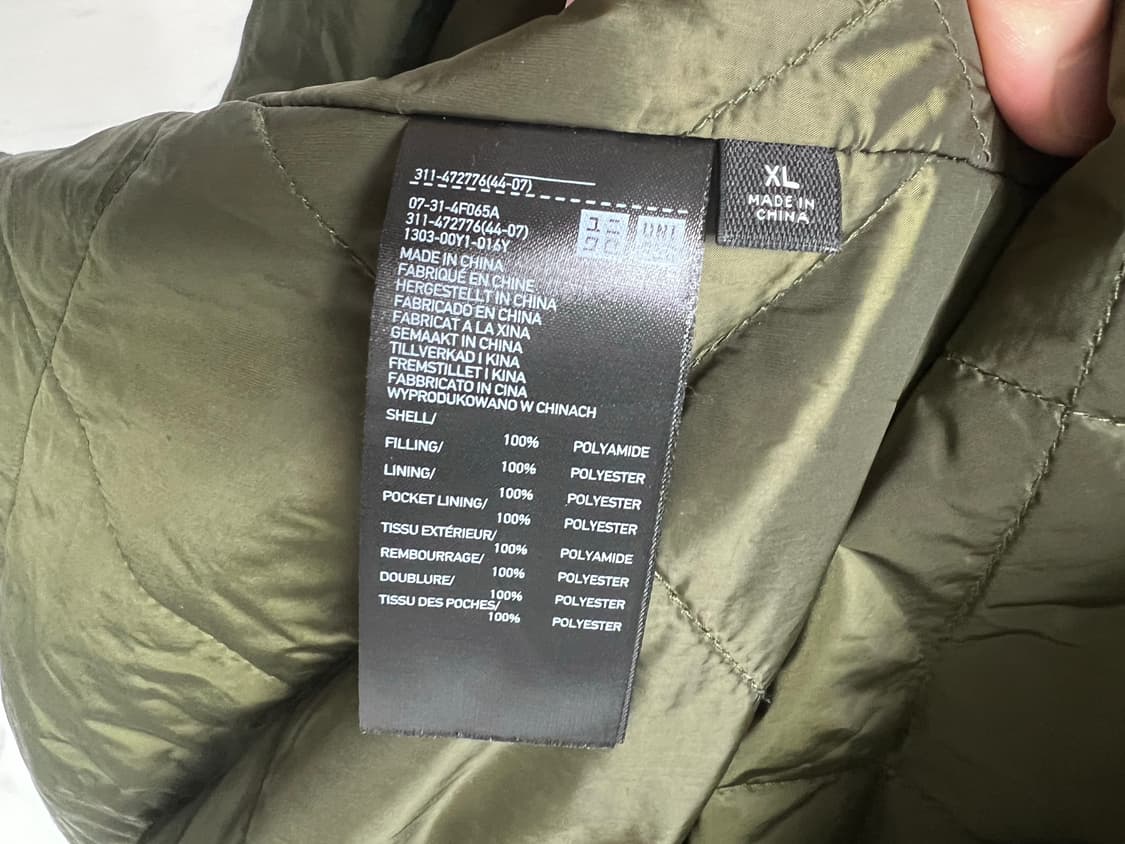 311-472776(44-07)
07-31-4F065A
311-472776(44-07)
1303-00Y1-016Y
MADE IN CHINA
FABRIQUÉ EN CHINE
HERGESTELLT IN CHINA
FABRICADO EN CHINA
FABRICAT A LA XINA
GEMAAKT IN CHINA
TILLVERKAD I KINA
FREMSTILLET I KINA
FABBRICATO IN CINA
WYPRODUKOWANO W CHINACH
SHELL/
100% POLYAMIDE
FILLING/
100% POLYESTER
LINING/
100% POLYESTER
POCKET LINING/
100% POLYESTER
TISSU EXTÉRIEUR/
100% POLYAMIDE
REMBOURRAGE/
100% POLYESTER
DOUBLURE/
100% POLYESTER
TISSU DES POCHES/
100% POLYESTER
XL
MADE IN
CHINA